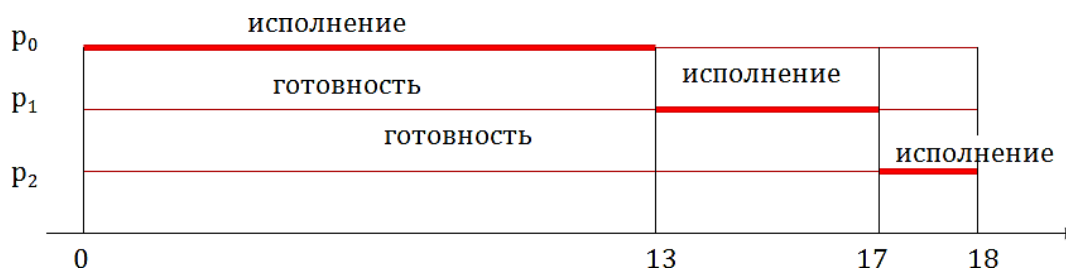 p₀ исполнение
p₁ готовность исполнение
p₂ готовность исполнение
0 13 17 18